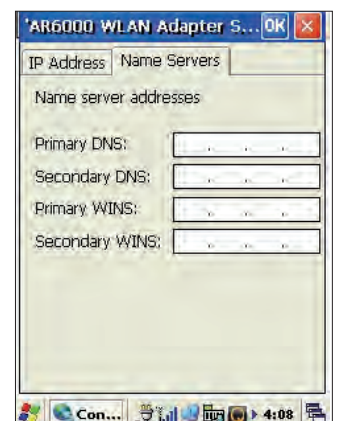 'AR6000 WLAN Adapter S... OK
IP Address Name Servers
Name server addresses
Primary DNS:
Secondary DNS:
Primary WINS:
Secondary WINS:
Con... 4:08